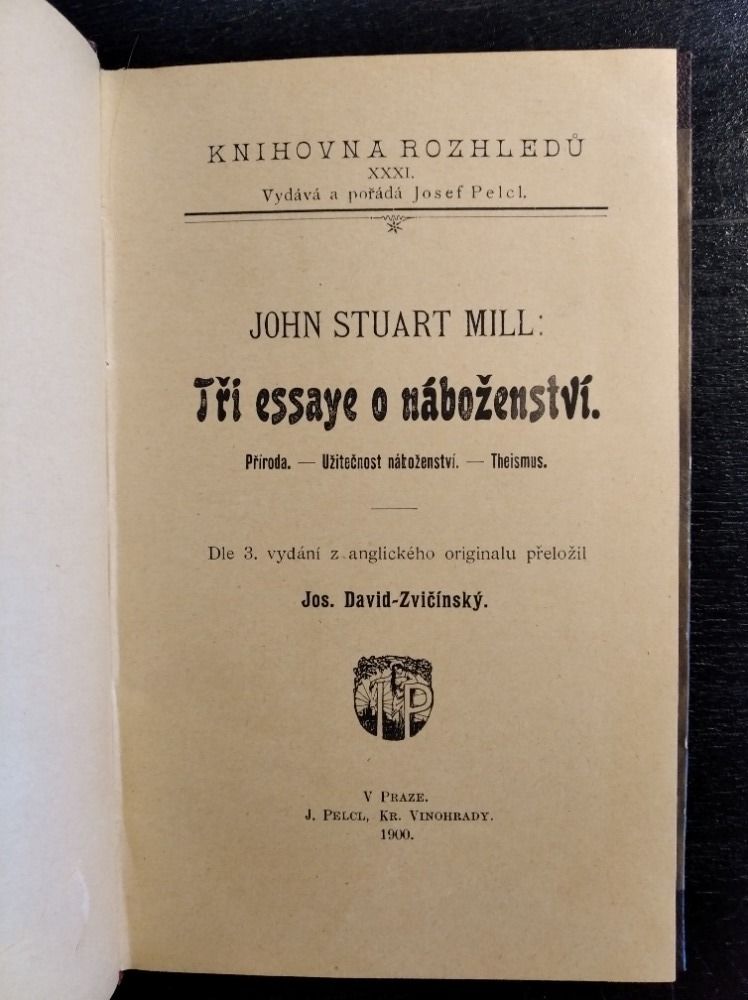 KNIHOVNA ROZHLEDŮ
XXXI.
Vydává a pořádá Josef Pelcl.
JOHN STUART MILL:
Tři essaye o náboženství.
Příroda. — Užitečnost náboženství. — Theismus.
Dle 3. vydání z anglického originalu přeložil
Jos. David-Zvičínský.
IP
V PRAZE.
J. PELCL, KR. VINOHRADY.
1900.